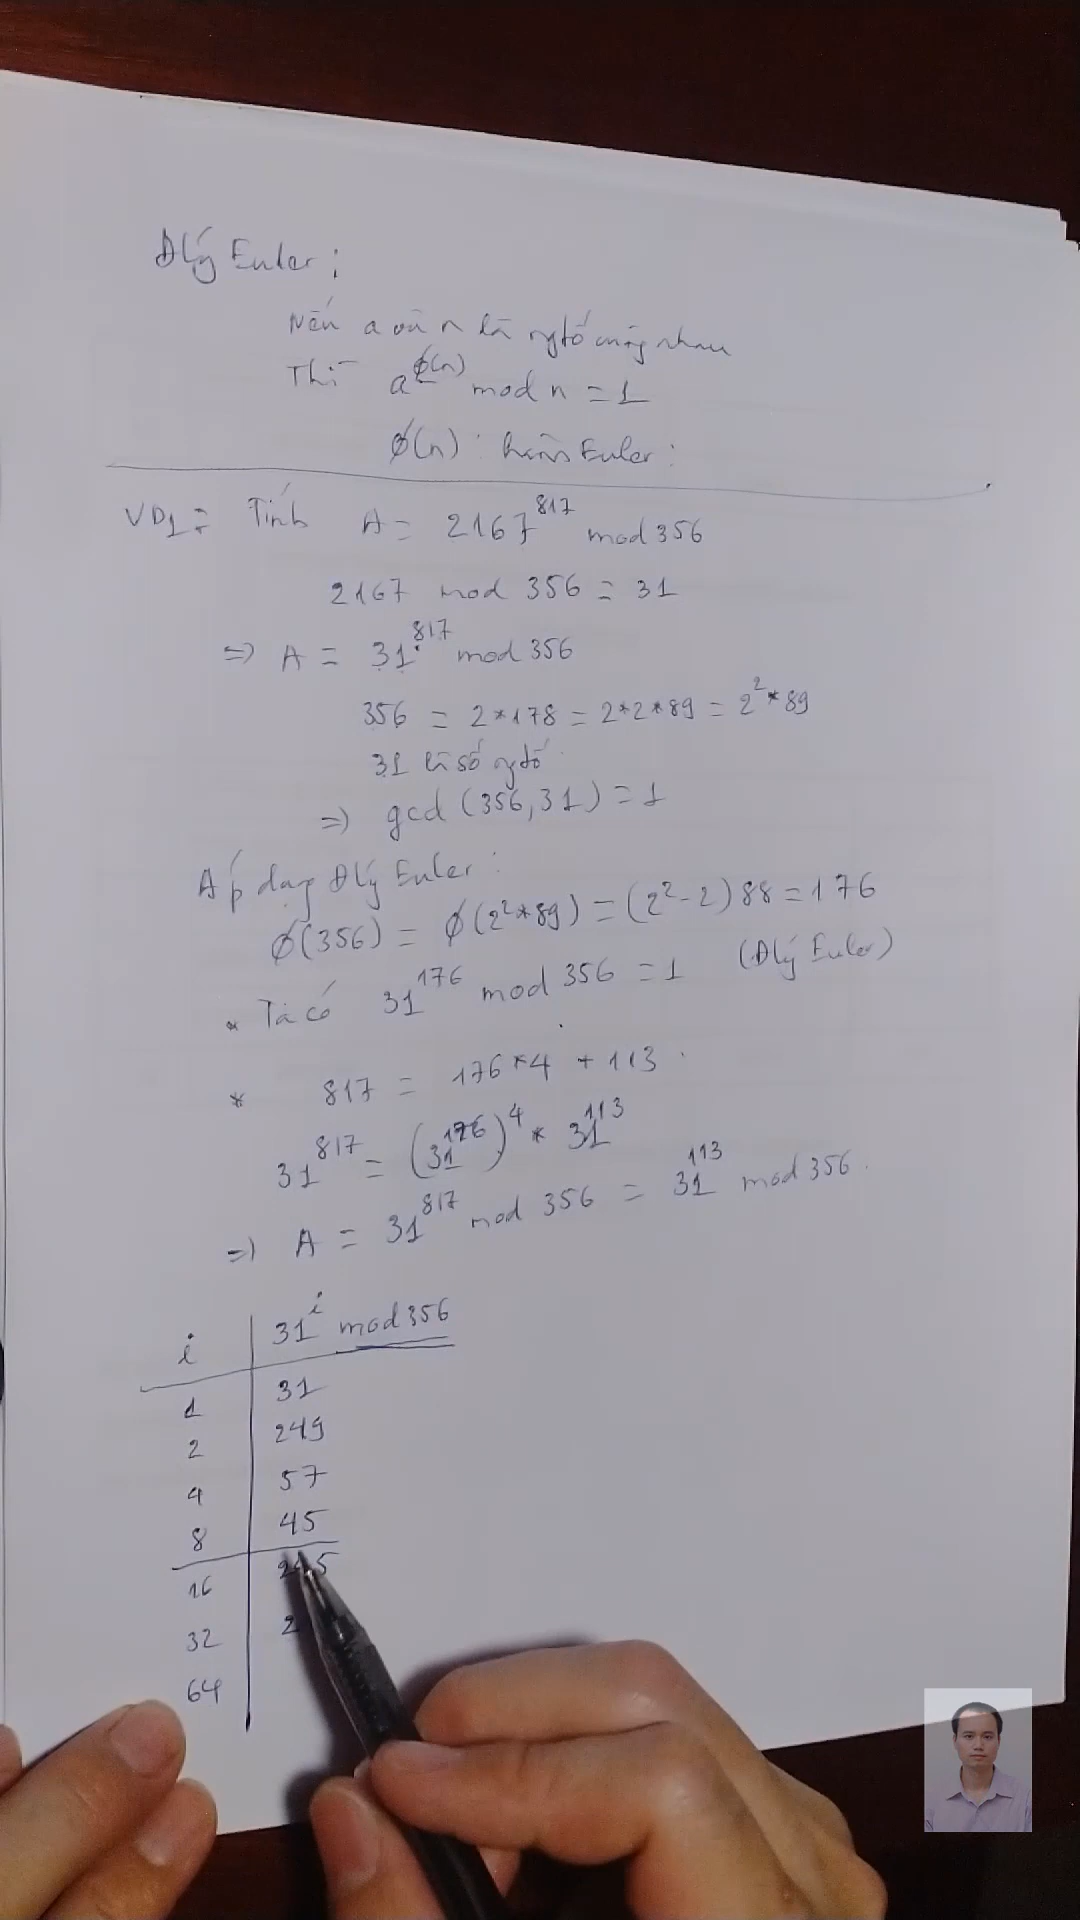 Đlý Euler:
Nếu a và n là ngtố cùng nhau
Thì a^ϕ(n) mod n = 1
ϕ(n): hàm Euler:
VD1: Tính A = 2167^817 mod 356
2167 mod 356 = 31
=> A = 31^817 mod 356
356 = 2*178 = 2*2*89 = 2^2*89
31 là số ngtố
=> gcd (356,31) = 1
Áp dụng Đlý Euler:
ϕ(356) = ϕ(2^2*89) = (2^2-2)88 = 176
* Ta có 31^176 mod 356 = 1 (Đlý Euler)
* 817 = 176*4 + 113
31^817 = (31^176)^4 * 31^113
=> A = 31^817 mod 356 = 31^113 mod 356
i 31^i mod 356
1 31
2 249
4 57
8 45
16
32
64